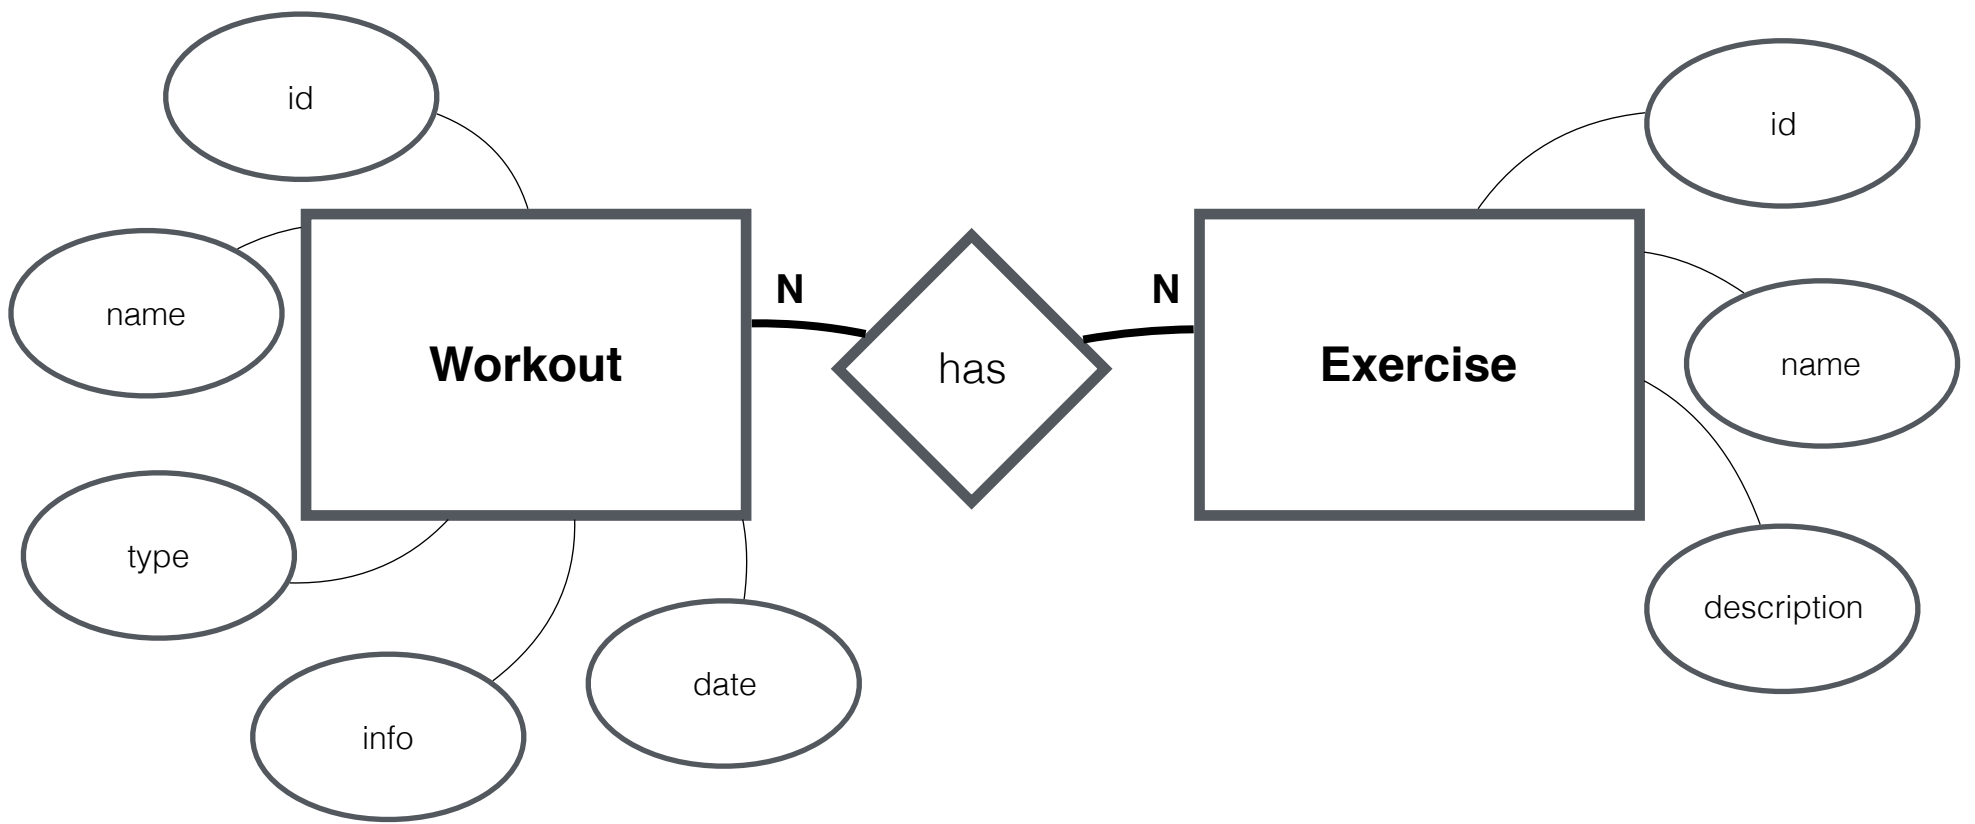 id
id
name
N
N
name
Workout
has
Exercise
type
description
date
info